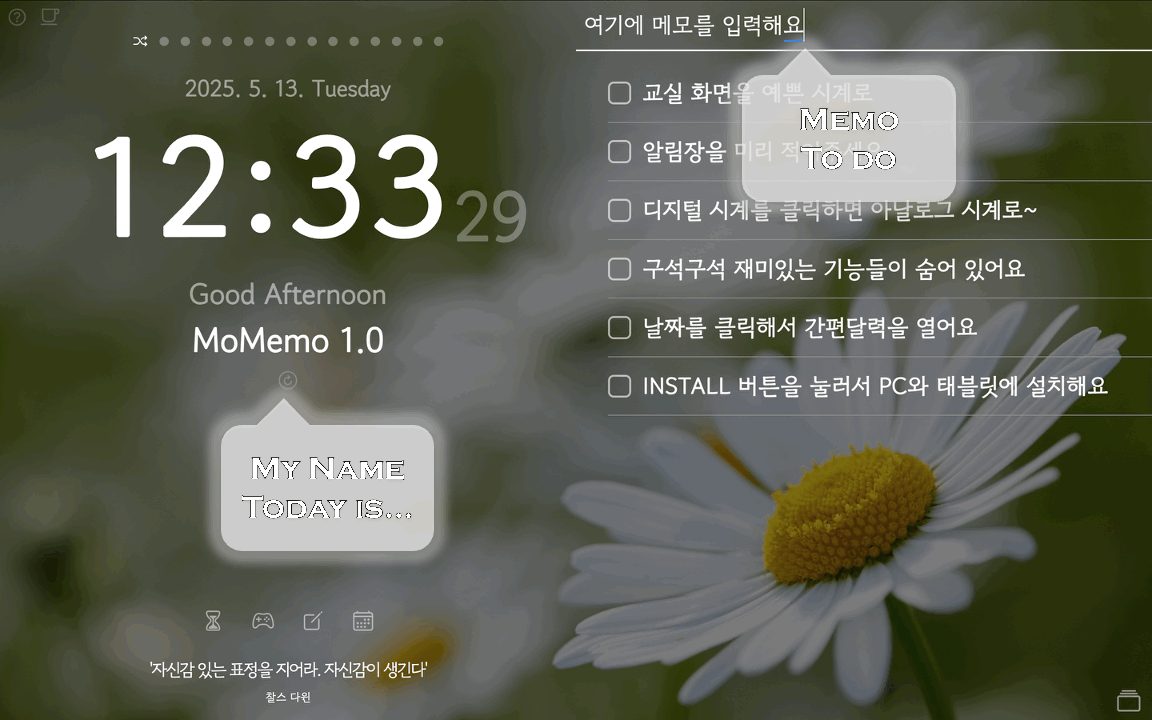 2025. 5. 13. Tuesday
12:33 29
Good Afternoon
MoMemo 1.0
My Name
Today is...
'자신감 있는 표정을 지어라. 자신감이 생긴다'
찰스 다윈
여기에 메모를 입력해요
교실 화면을 예쁜 시계로
알림장을 미리 적어주세요
Memo
To do
디지털 시계를 클릭하면 아날로그 시계로~
구석구석 재미있는 기능들이 숨어 있어요
날짜를 클릭해서 간편달력을 열어요
INSTALL 버튼을 눌러서 PC와 태블릿에 설치해요